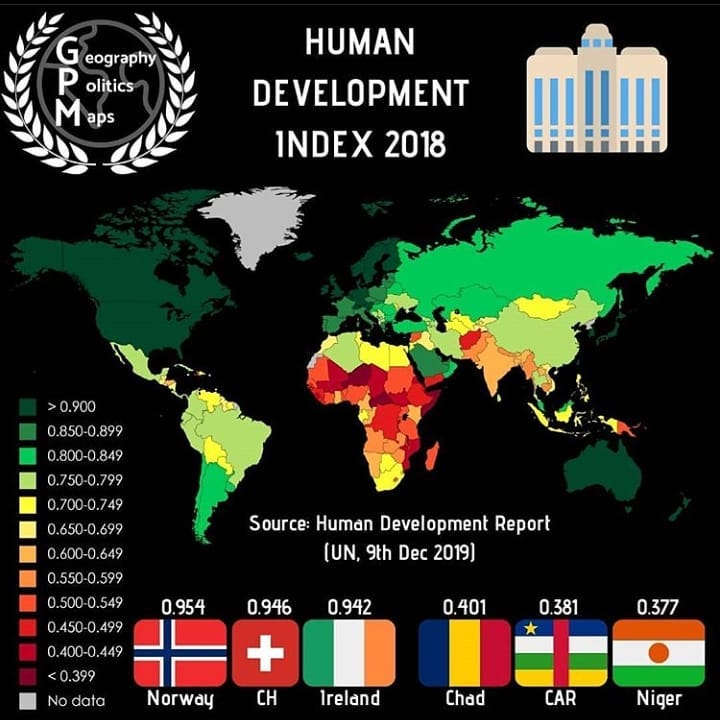 Geography
Politics
Maps
HUMAN
DEVELOPMENT
INDEX 2018
> 0.900
0.850-0.899
0.800-0.849
0.750-0.799
0.700-0.749
0.650-0.699
0.600-0.649
0.550-0.599
0.500-0.549
0.450-0.499
0.400-0.449
< 0.399
No data
Source: Human Development Report
(UN, 9th Dec 2019)
0.954 0.946 0.942 0.401 0.381 0.377
Norway CH Ireland Chad CAR Niger